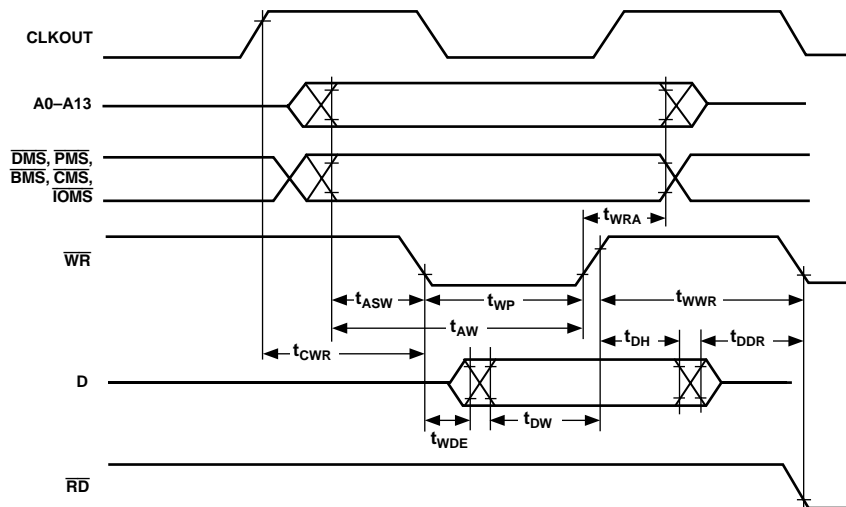 CLKOUT
A0–A13
DMS, PMS,
BMS, CMS,
IOMS
tWRA
WR
tASW
tWP
tWWR
tAW
tCWR
tDH
tDDR
D
tWDE
tDW
RD